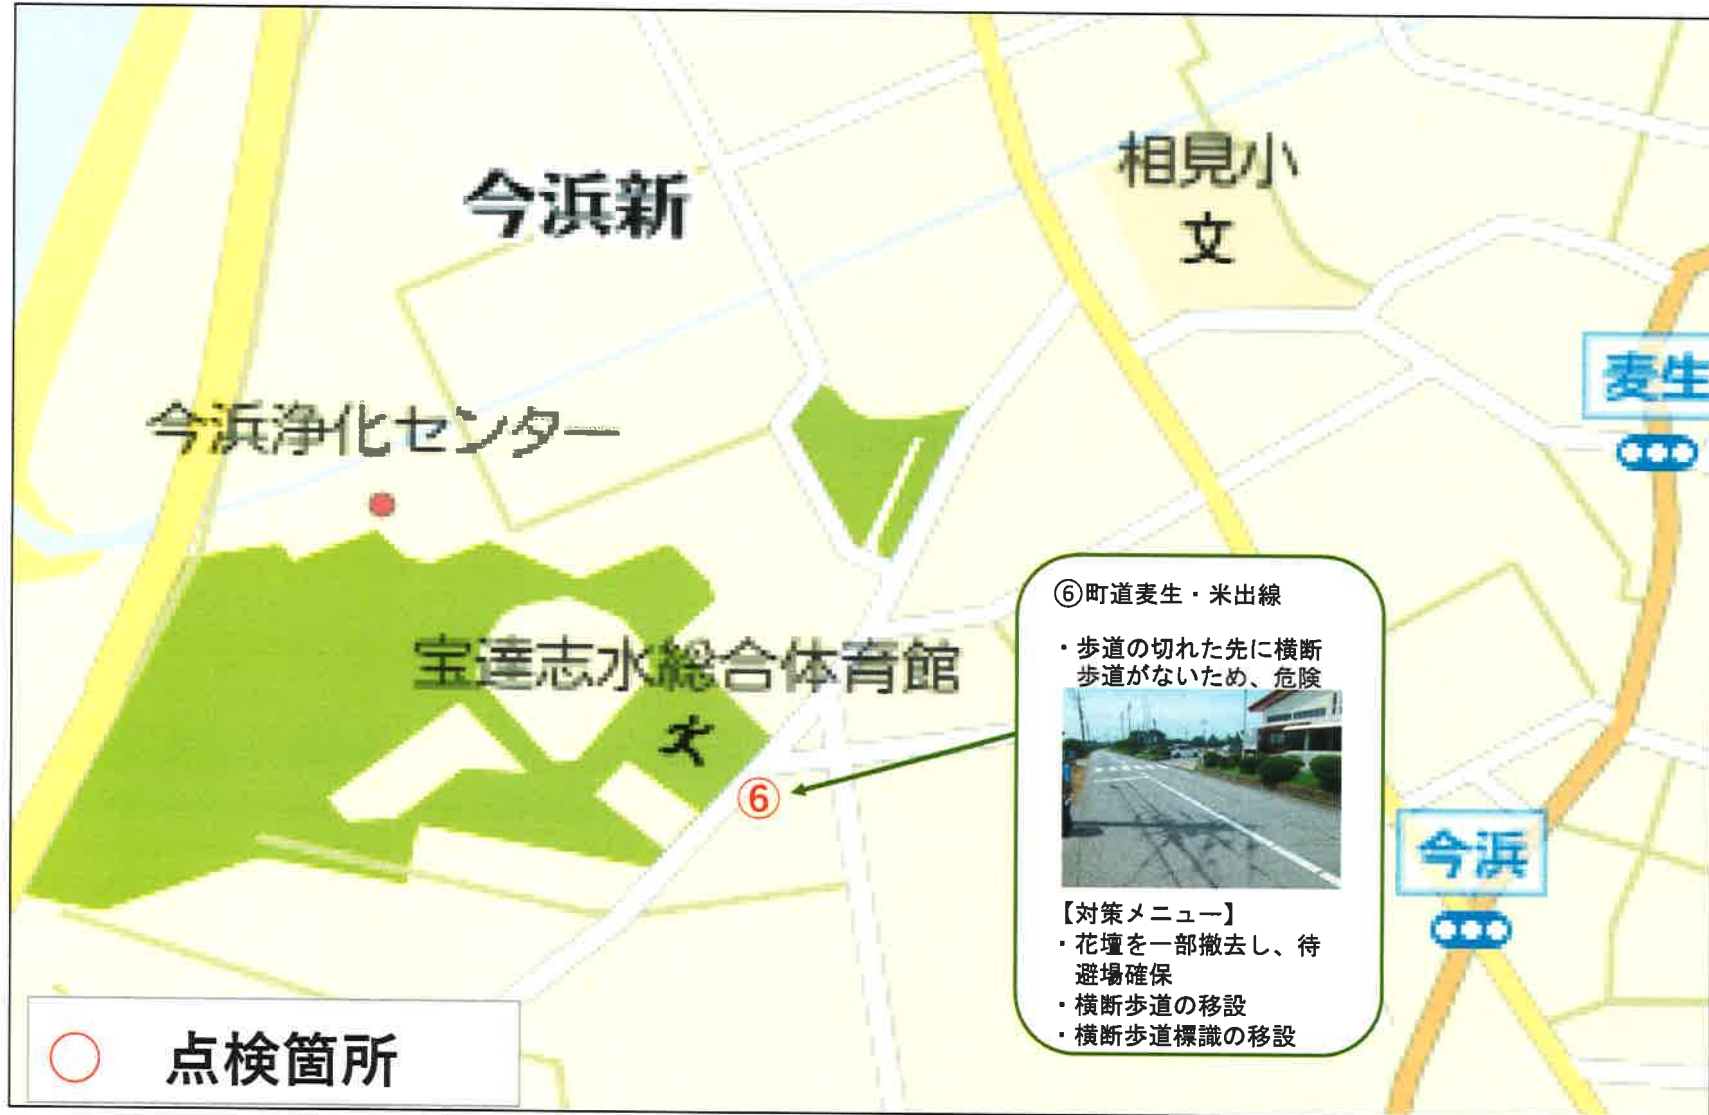 相見小
文
今浜新
麦生
今浜浄化センター
宝達志水総合体育館
⑥
⑥町道麦生・米出線
・歩道の切れた先に横断
歩道がないため、危険
【対策メニュー】
・花壇を一部撤去し、待
避場確保
・横断歩道の移設
・横断歩道標識の移設
今浜
点検箇所